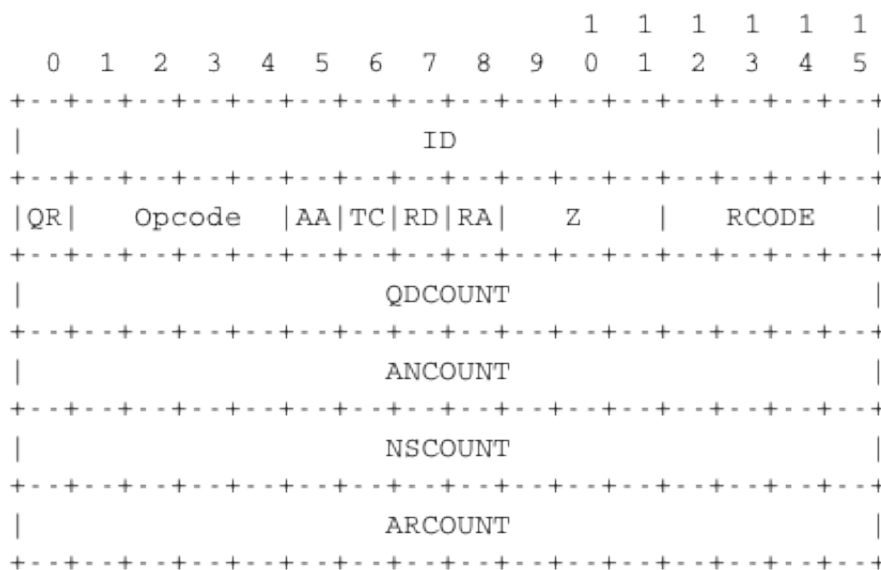 1  1  1  1  1  1
  0  1  2  3  4  5  6  7  8  9  0  1  2  3  4  5
+--+--+--+--+--+--+--+--+--+--+--+--+--+--+--+--+
|                      ID                       |
+--+--+--+--+--+--+--+--+--+--+--+--+--+--+--+--+
|QR|   Opcode  |AA|TC|RD|RA|   Z    |   RCODE   |
+--+--+--+--+--+--+--+--+--+--+--+--+--+--+--+--+
|                    QDCOUNT                    |
+--+--+--+--+--+--+--+--+--+--+--+--+--+--+--+--+
|                    ANCOUNT                    |
+--+--+--+--+--+--+--+--+--+--+--+--+--+--+--+--+
|                    NSCOUNT                    |
+--+--+--+--+--+--+--+--+--+--+--+--+--+--+--+--+
|                    ARCOUNT                    |
+--+--+--+--+--+--+--+--+--+--+--+--+--+--+--+--+